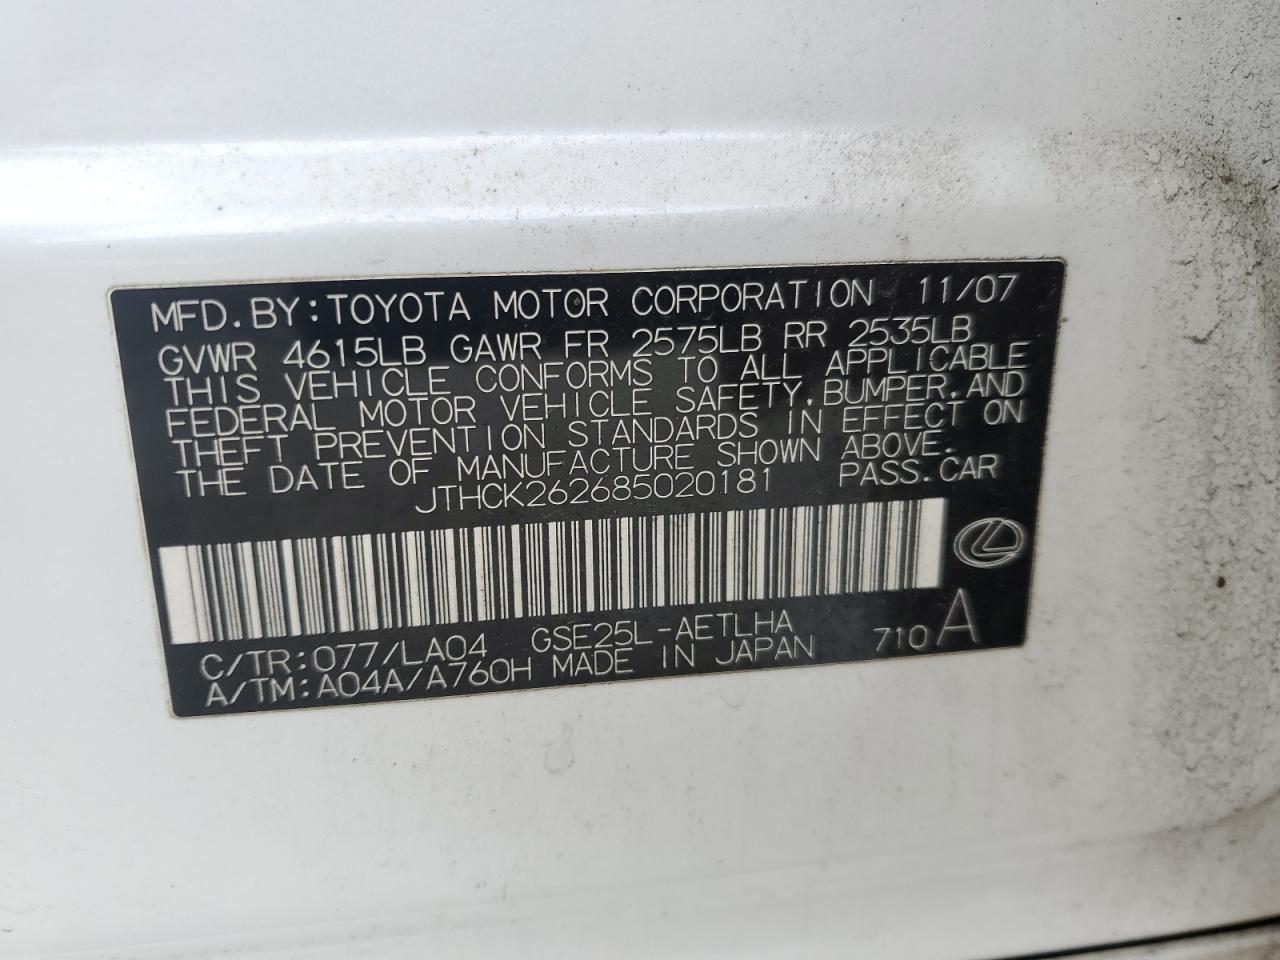 MFD.BY:TOYOTA MOTOR CORPORATION 11/07
GVWR 4615LB GAWR FR 2575LB RR 2535LB
THIS VEHICLE CONFORMS TO ALL APPLICABLE
FEDERAL MOTOR VEHICLE SAFETY,BUMPER,AND
THEFT PREVENTION STANDARDS IN EFFECT ON
THE DATE OF MANUFACTURE SHOWN ABOVE.
JTHCK262685020181 PASS.CAR
C/TR:077/LA04 GSE25L-AETLHA
A/TM:A04A/A760H MADE IN JAPAN 710A